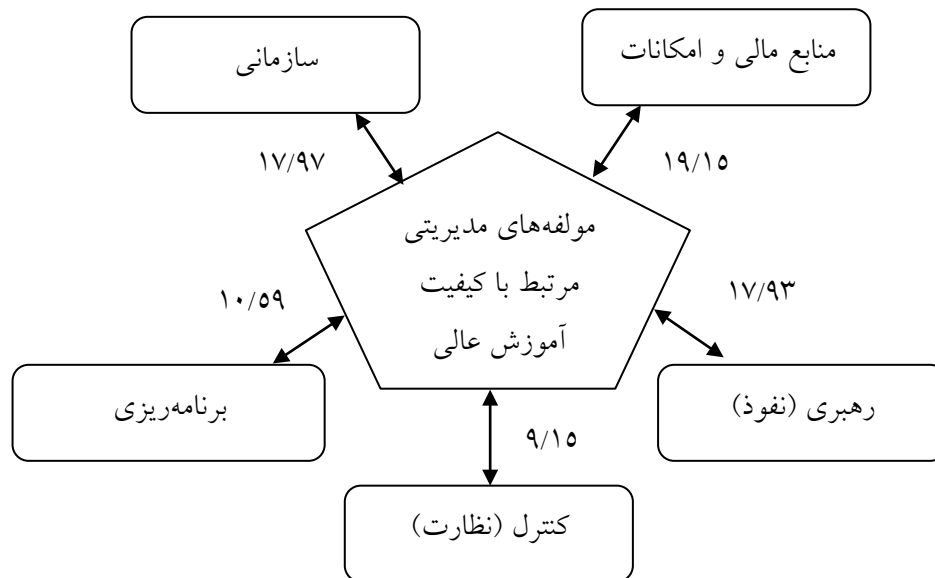 منابع مالی و امکانات
سازمانی
۱۹/۱۵
۱۷/۹۷
مولفه‌های مدیریتی
مرتبط با کیفیت
آموزش عالی
۱۷/۹۳
۱۰/۵۹
رهبری (نفوذ)
برنامه‌ریزی
۹/۱۵
کنترل (نظارت)